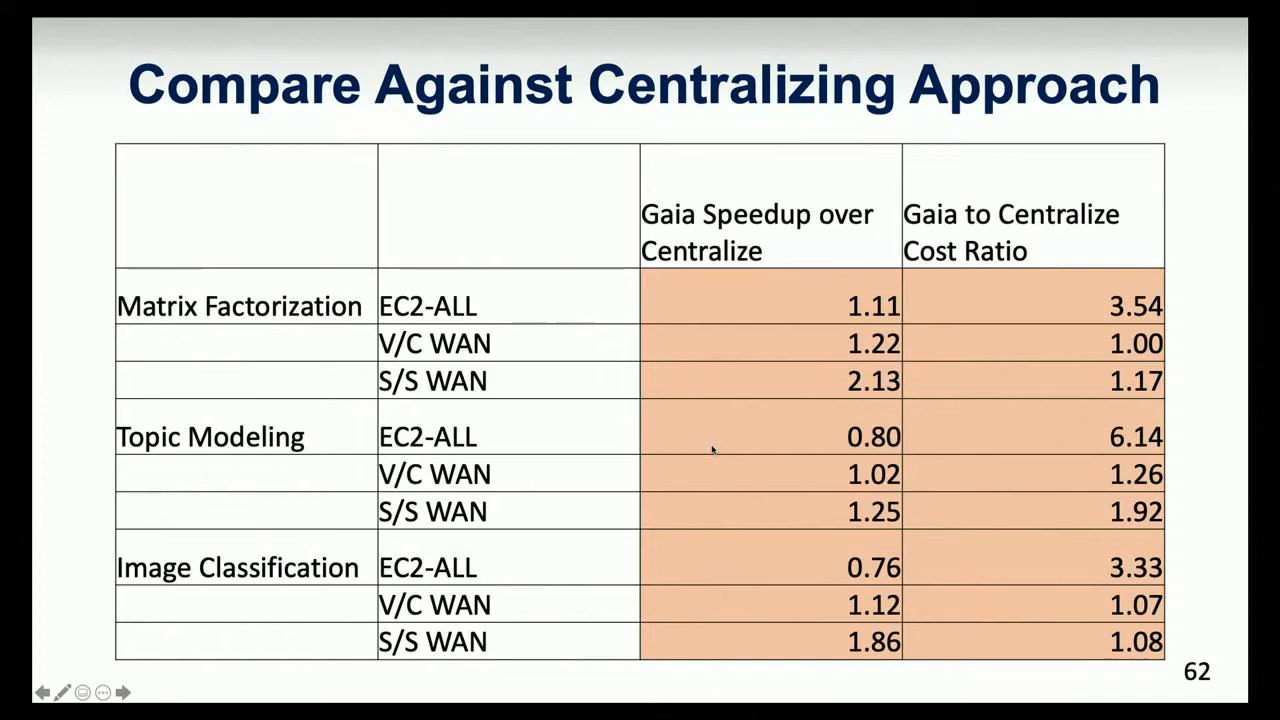 Compare Against Centralizing Approach
Gaia Speedup over Centralize
Gaia to Centralize Cost Ratio
Matrix Factorization EC2-ALL 1.11 3.54
V/C WAN 1.22 1.00
S/S WAN 2.13 1.17
Topic Modeling EC2-ALL 0.80 6.14
V/C WAN 1.02 1.26
S/S WAN 1.25 1.92
Image Classification EC2-ALL 0.76 3.33
V/C WAN 1.12 1.07
S/S WAN 1.86 1.08
62